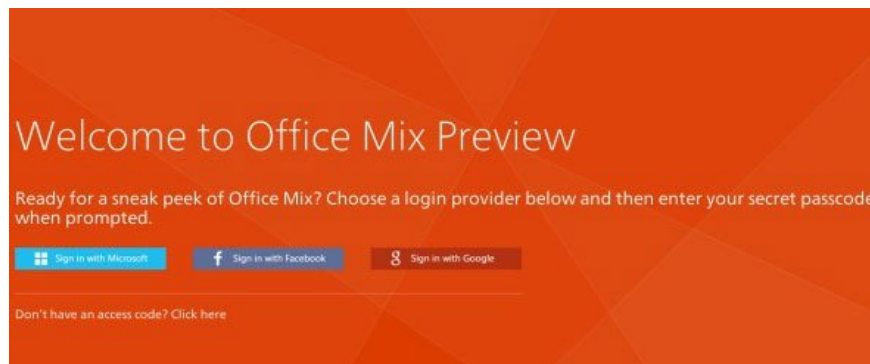 Welcome to Office Mix Preview
Ready for a sneak peek of Office Mix? Choose a login provider below and then enter your secret passcode
when prompted.
Sign in with Microsoft
f Sign in with Facebook
g Sign in with Google
Don't have an access code? Click here